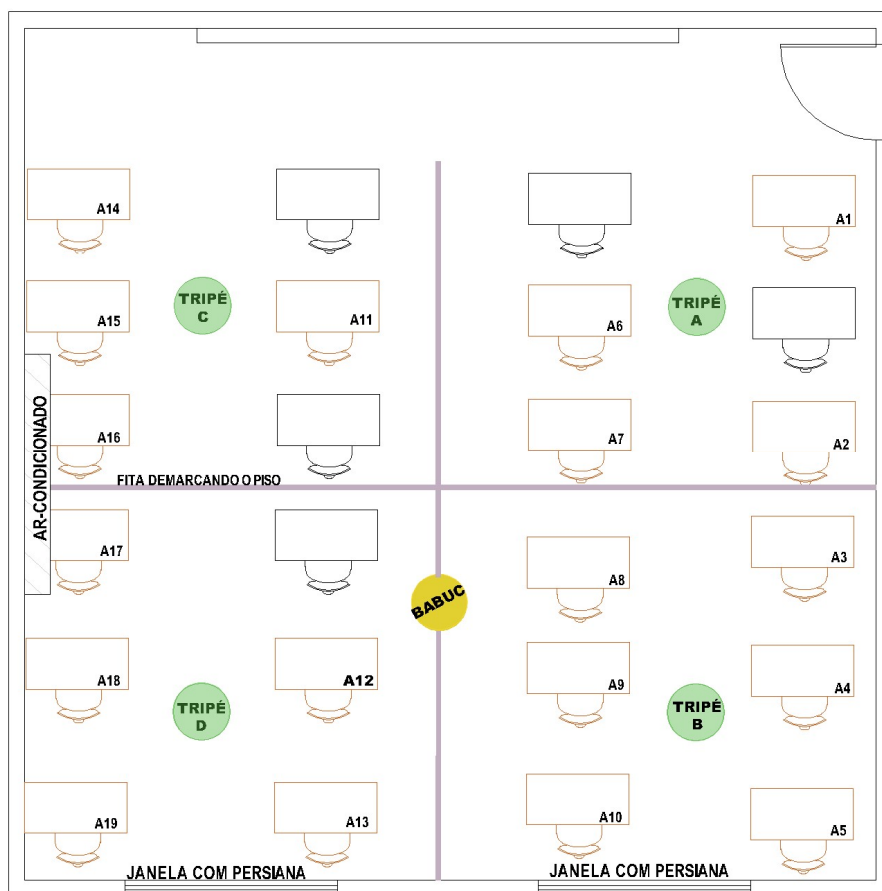 A14
A1
TRIPÉ
C
TRIPÉ
A
A15
A11
A6
A16
A7
A2
AR-CONDICIONADO
FITA DEMARCANDO O PISO
A17
A8
A3
BABUC
A18
A12
A9
A4
TRIPÉ
D
TRIPÉ
B
A19
A13
A10
A5
JANELA COM PERSIANA
JANELA COM PERSIANA